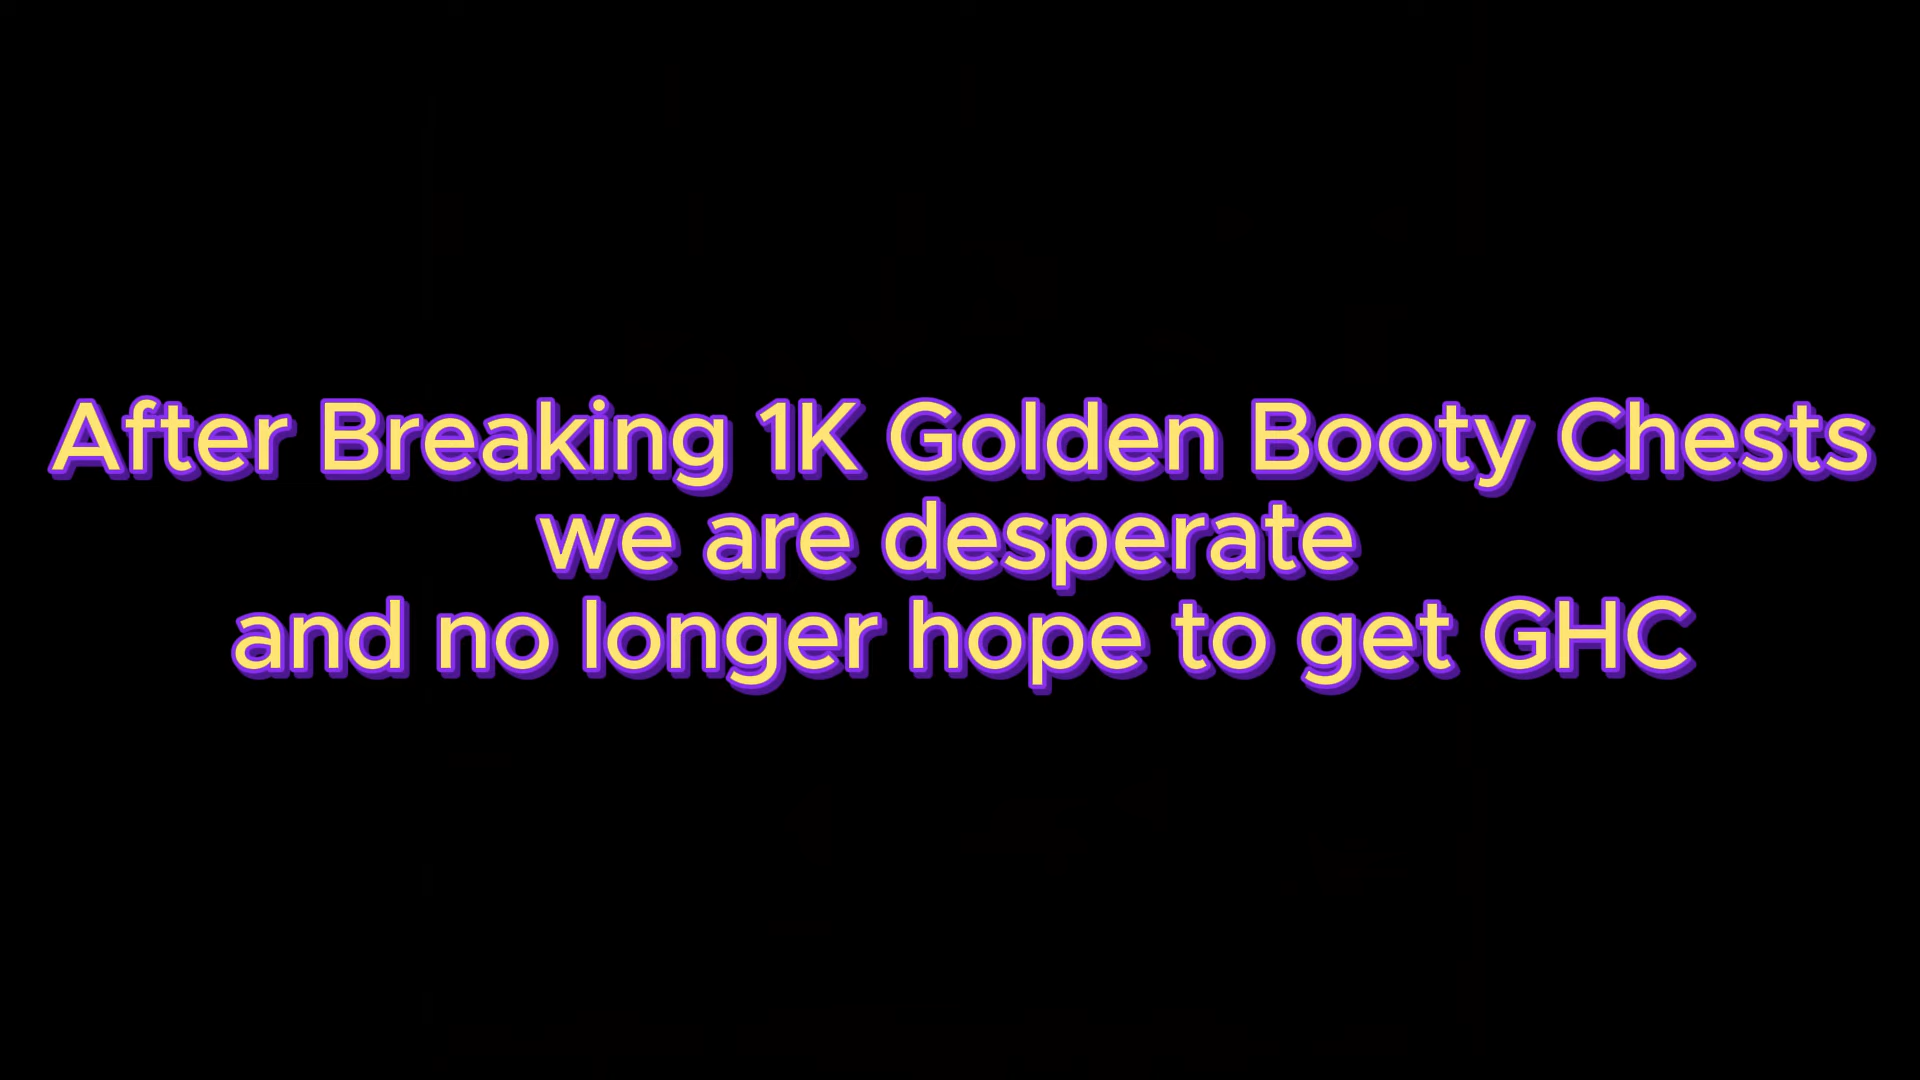 After Breaking 1K Golden Booty Chests
we are desperate
and no longer hope to get GHC